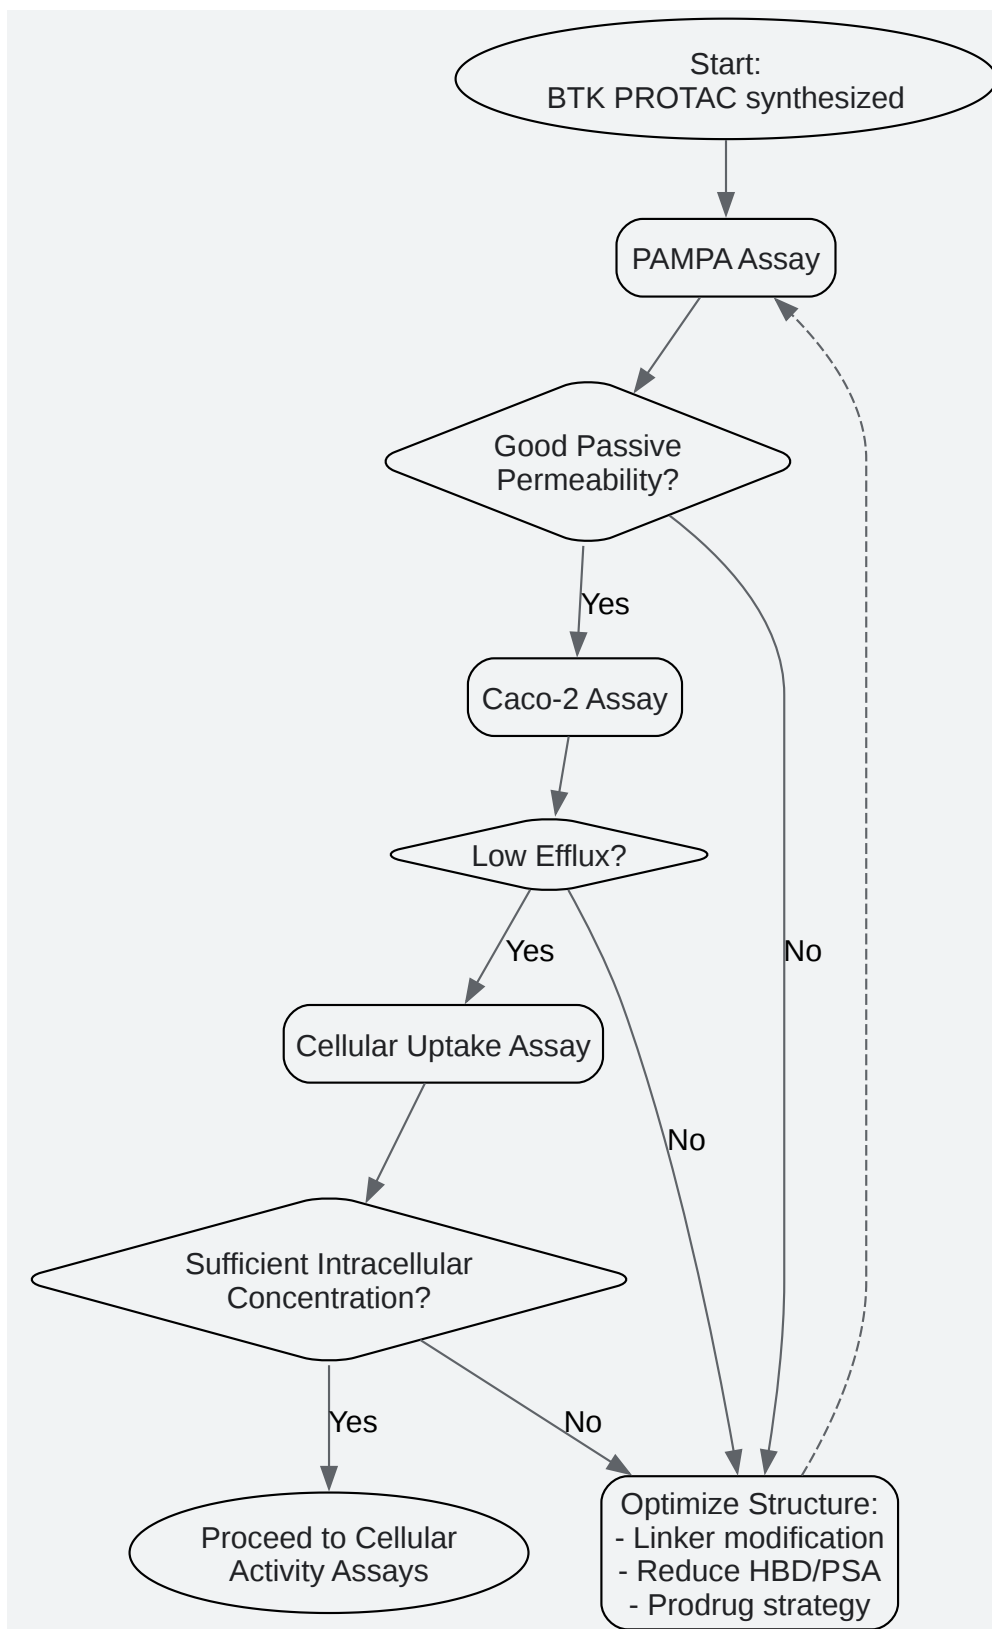 Start:
BTK PROTAC synthesized
PAMPA Assay
Good Passive
Permeability?
Yes
Caco-2 Assay
Low Efflux?
Yes
No
Cellular Uptake Assay
No
Sufficient Intracellular
Concentration?
Yes
No
Proceed to Cellular
Activity Assays
Optimize Structure:
- Linker modification
- Reduce HBD/PSA
- Prodrug strategy